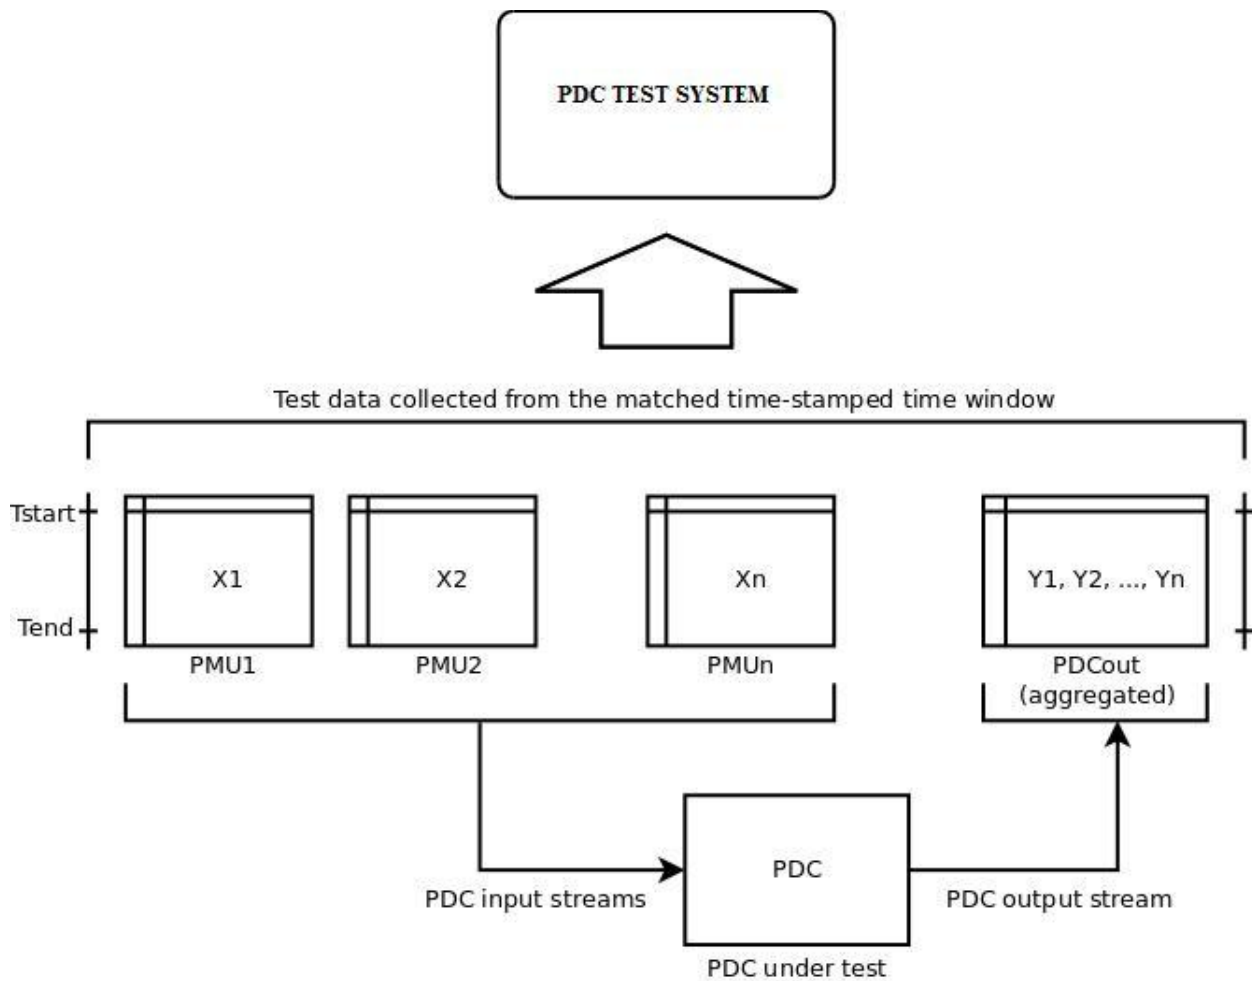 PDC TEST SYSTEM
Test data collected from the matched time-stamped time window
Tstart
X1
X2
Xn
Y1, Y2, ..., Yn
Tend
PMU1
PMU2
PMUn
PDCout
(aggregated)
PDC
PDC input streams
PDC output stream
PDC under test